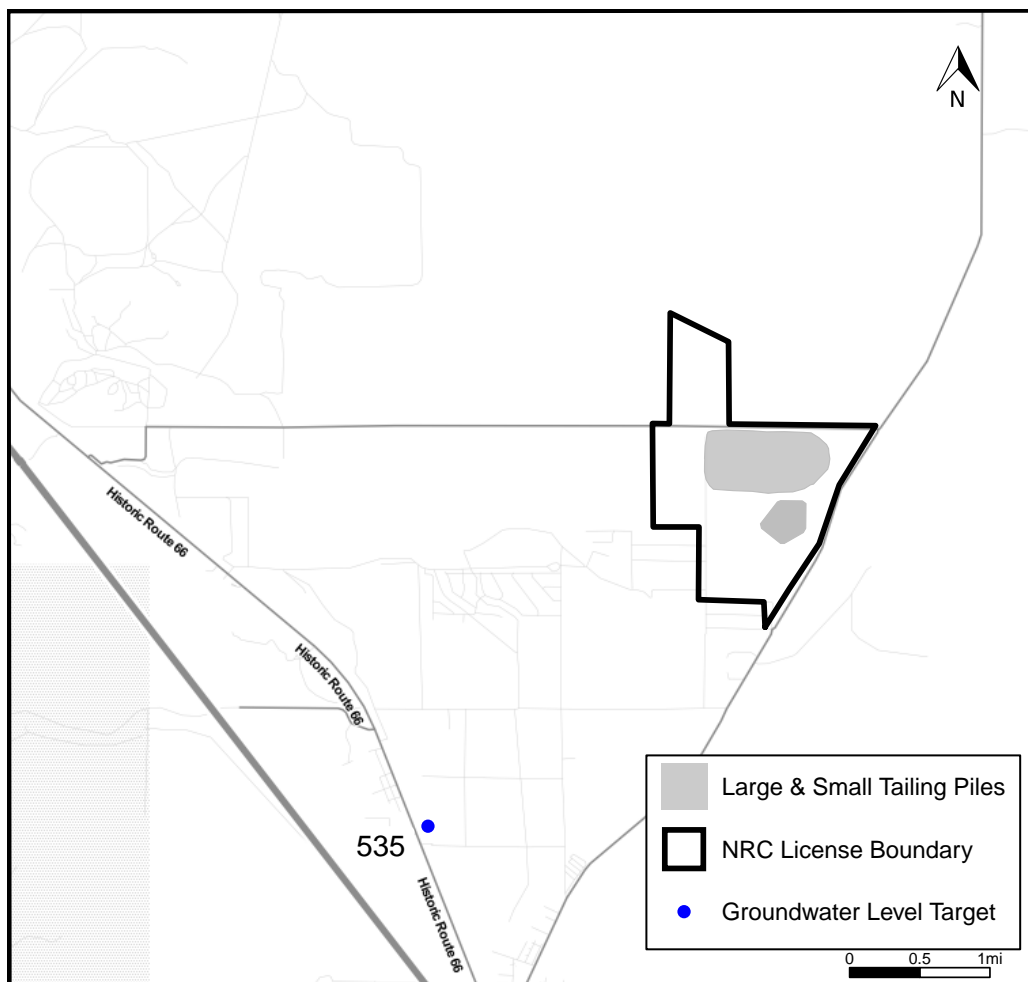 N
Historic Route 66
Historic Route 66
535
Historic Route 66
Large & Small Tailing Piles
NRC License Boundary
Groundwater Level Target
0 0.5 1mi